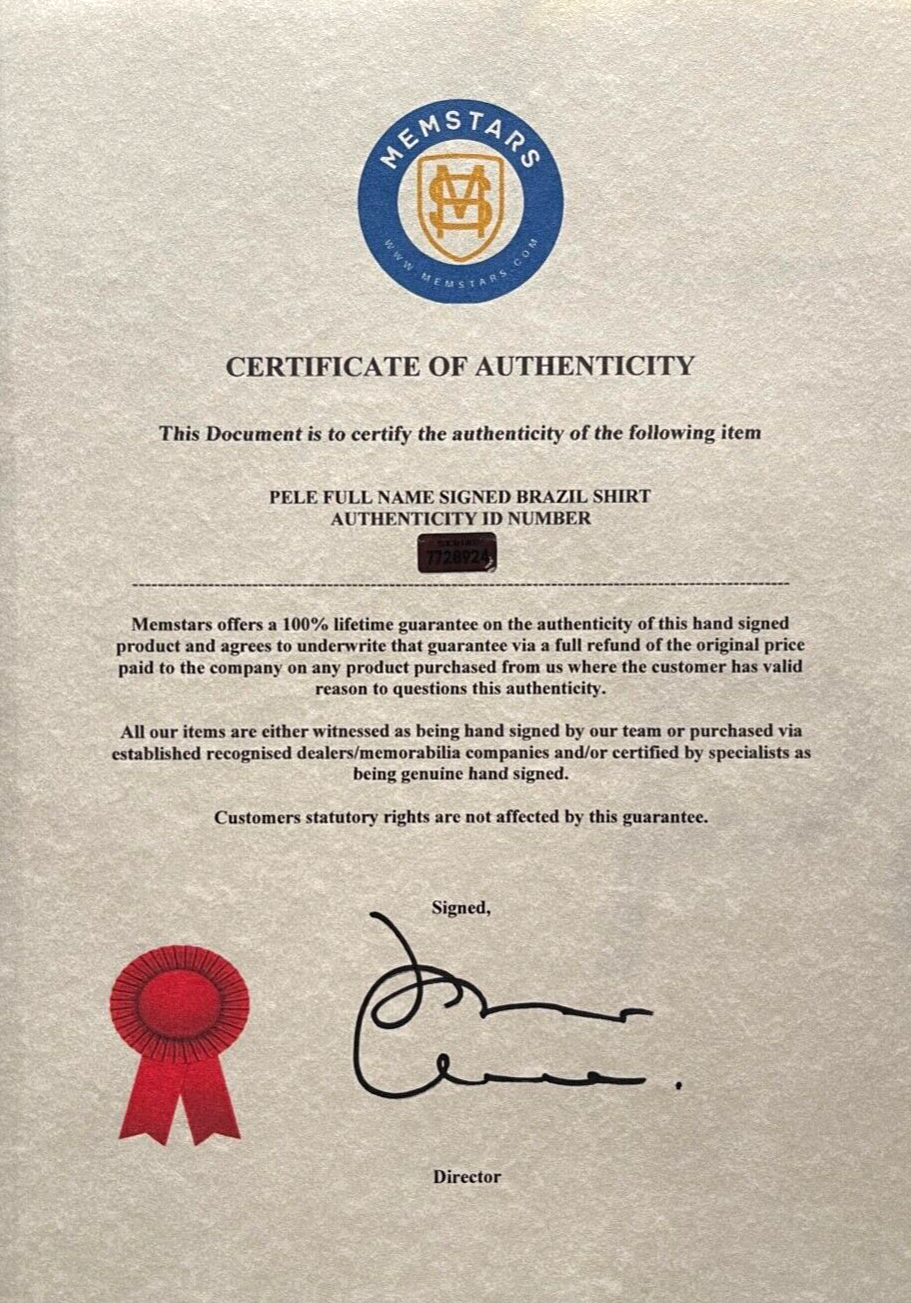 MEMSTARS
WWW.MEMSTARS.COM
CERTIFICATE OF AUTHENTICITY
This Document is to certify the authenticity of the following item
PELE FULL NAME SIGNED BRAZIL SHIRT
AUTHENTICITY ID NUMBER
SERIAL
7728924
Memstars offers a 100% lifetime guarantee on the authenticity of this hand signed
product and agrees to underwrite that guarantee via a full refund of the original price
paid to the company on any product purchased from us where the customer has valid
reason to questions this authenticity.
All our items are either witnessed as being hand signed by our team or purchased via
established recognised dealers/memorabilia companies and/or certified by specialists as
being genuine hand signed.
Customers statutory rights are not affected by this guarantee.
Signed,
Director